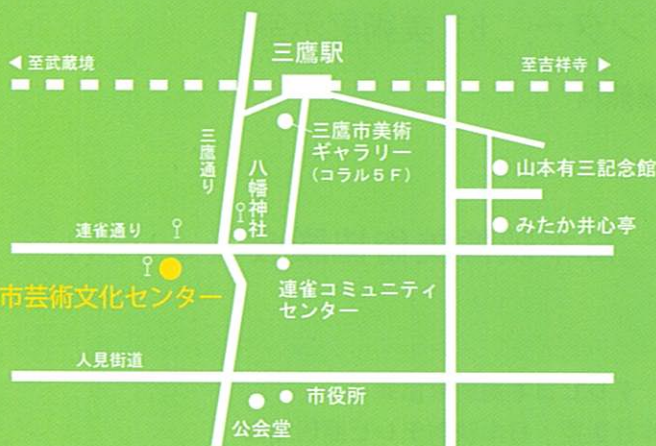 三鷹駅
◀至武蔵境
至吉祥寺▶
三鷹通り
三鷹市美術
ギャラリー
(コラル5F)
八幡神社
山本有三記念館
連雀通り
みたか井心亭
市芸術文化センター
連雀コミュニティ
センター
人見街道
市役所
公会堂